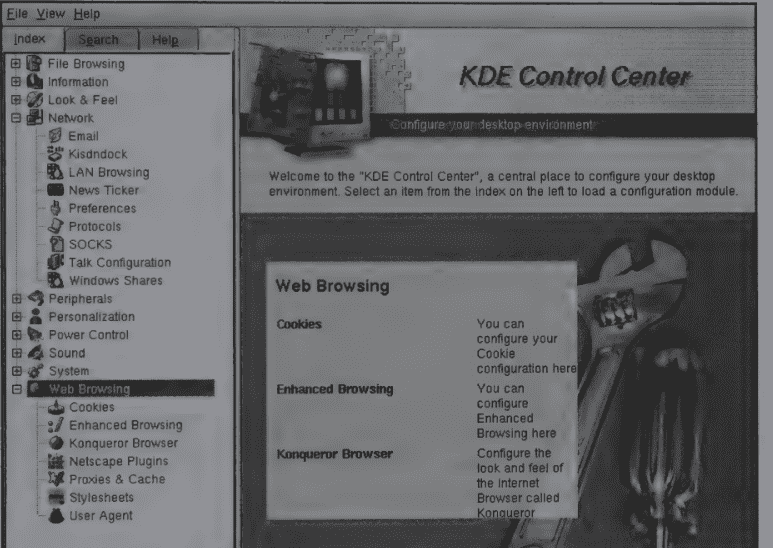 File View Help
Index Search Help
KDE Control Center
Configure your desktop environment
Welcome to the "KDE Control Center", a central place to configure your desktop
environment. Select an item from the index on the left to load a configuration module.
File Browsing
Information
Look & Feel
Network
Email
Kisdndock
LAN Browsing
News Ticker
Preferences
Protocols
SOCKS
Talk Configuration
Windows Shares
Peripherals
Personalization
Power Control
Sound
System
Web Browsing
Cookies
Enhanced Browsing
Konqueror Browser
Netscape Plugins
Proxies & Cache
Stylesheets
User Agent
Web Browsing
Cookies
You can
configure your
Cookie
configuration here
Enhanced Browsing
You can
configure
Enhanced
Browsing here
Konqueror Browser
Configure the
look and feel of
the Internet
Browser called
Konqueror